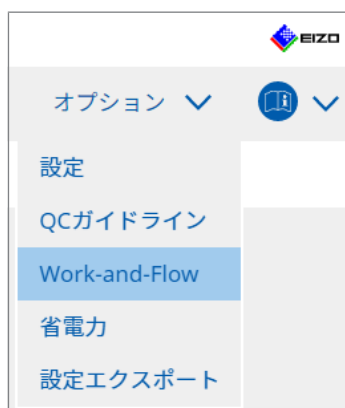 EIZO
オプション
設定
QCガイドライン
Work-and-Flow
省電力
設定エクスポート